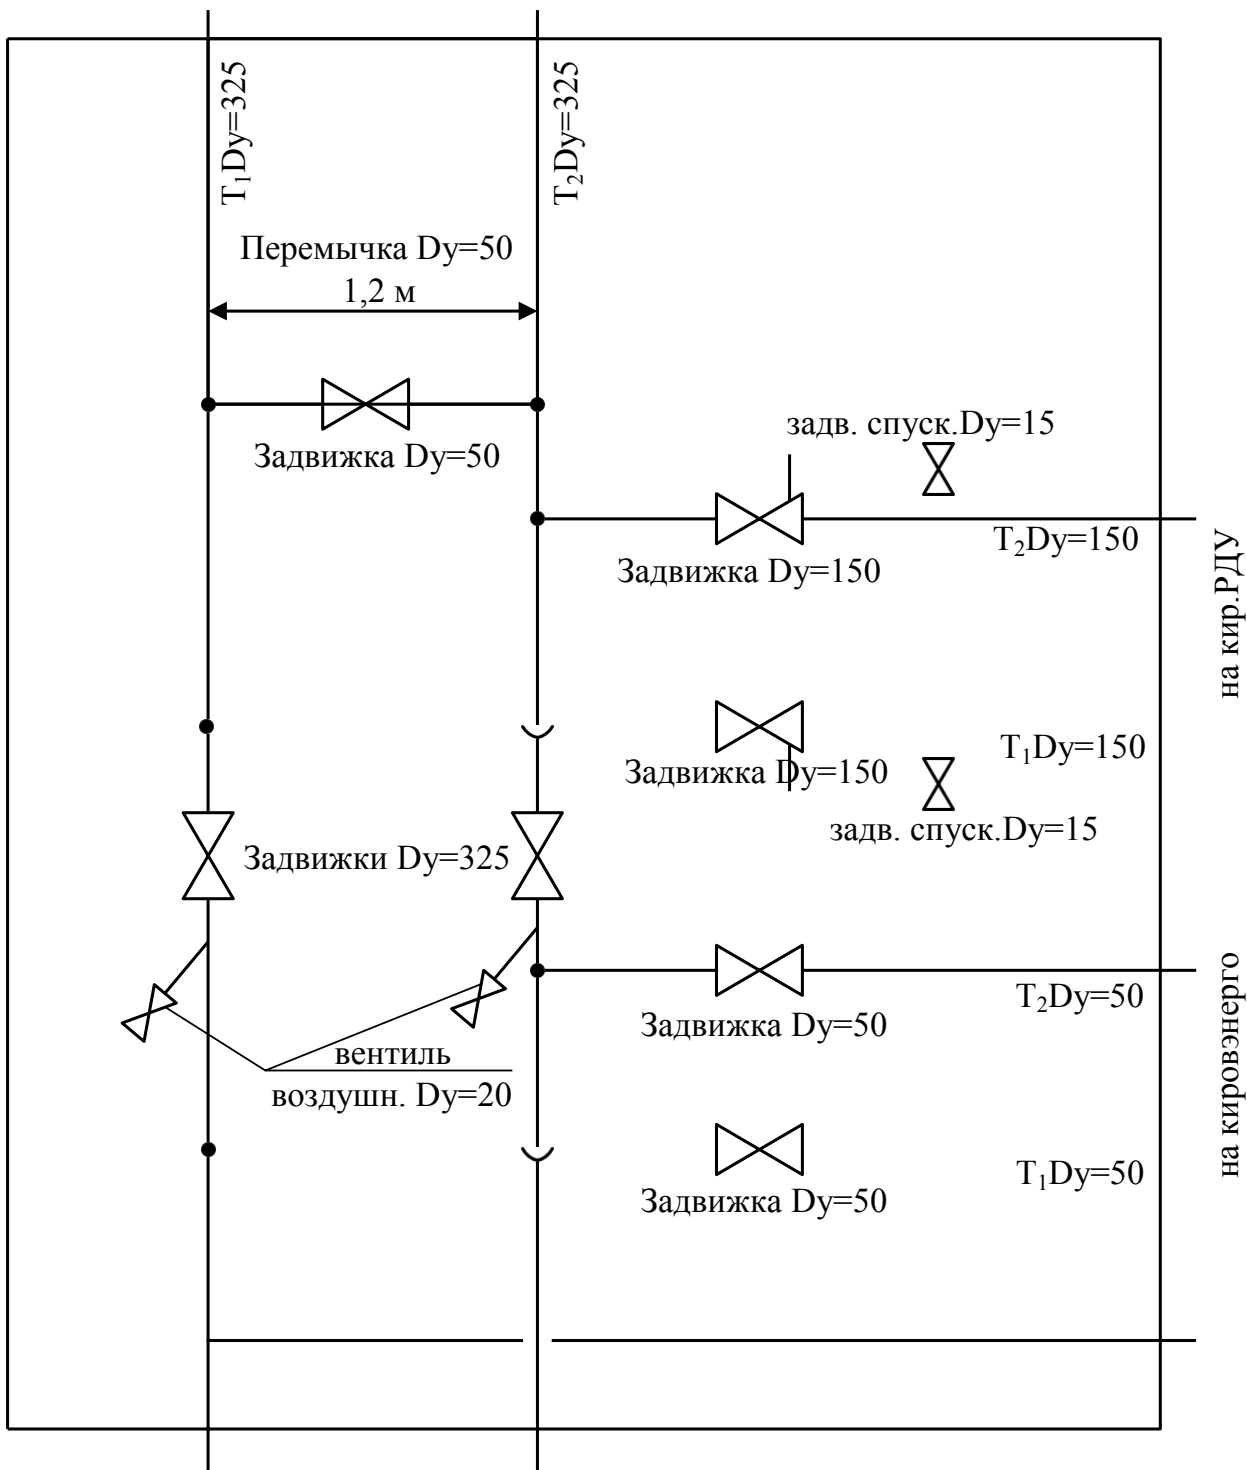 T₁Dy=325
T₂Dy=325
Перемычка Dy=50
1,2 м
Задвижка Dy=50
задв. спуск.Dy=15
T₂Dy=150
Задвижка Dy=150
на кир.РДУ
T₁Dy=150
Задвижка Dy=150
задв. спуск.Dy=15
Задвижки Dy=325
T₂Dy=50
Задвижка Dy=50
на кировэнерго
вентиль
воздушн. Dy=20
T₁Dy=50
Задвижка Dy=50